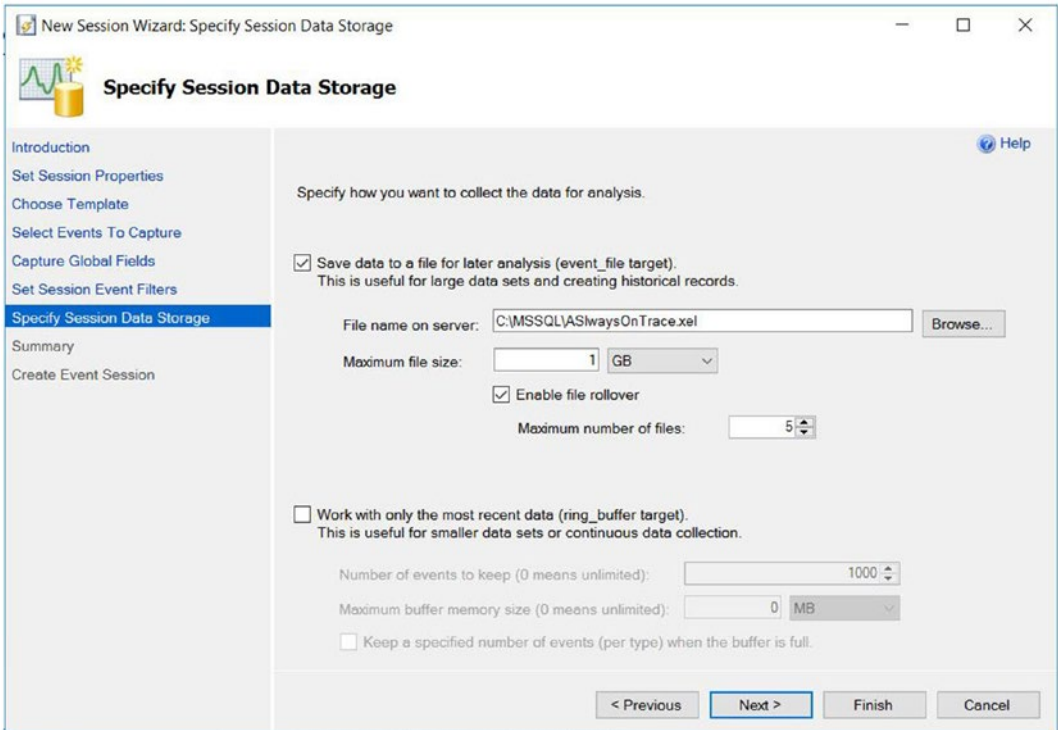 New Session Wizard: Specify Session Data Storage
Specify Session Data Storage
Introduction
Set Session Properties
Choose Template
Select Events To Capture
Capture Global Fields
Set Session Event Filters
Specify Session Data Storage
Summary
Create Event Session
Help
Specify how you want to collect the data for analysis.
Save data to a file for later analysis (event_file target).
This is useful for large data sets and creating historical records.
File name on server: C:\MSSQL\ASlwaysOnTrace.xel Browse...
Maximum file size: 1 GB
Enable file rollover
Maximum number of files: 5
Work with only the most recent data (ring_buffer target).
This is useful for smaller data sets or continuous data collection.
Number of events to keep (0 means unlimited): 1000
Maximum buffer memory size (0 means unlimited): 0 MB
Keep a specified number of events (per type) when the buffer is full.
< Previous Next > Finish Cancel